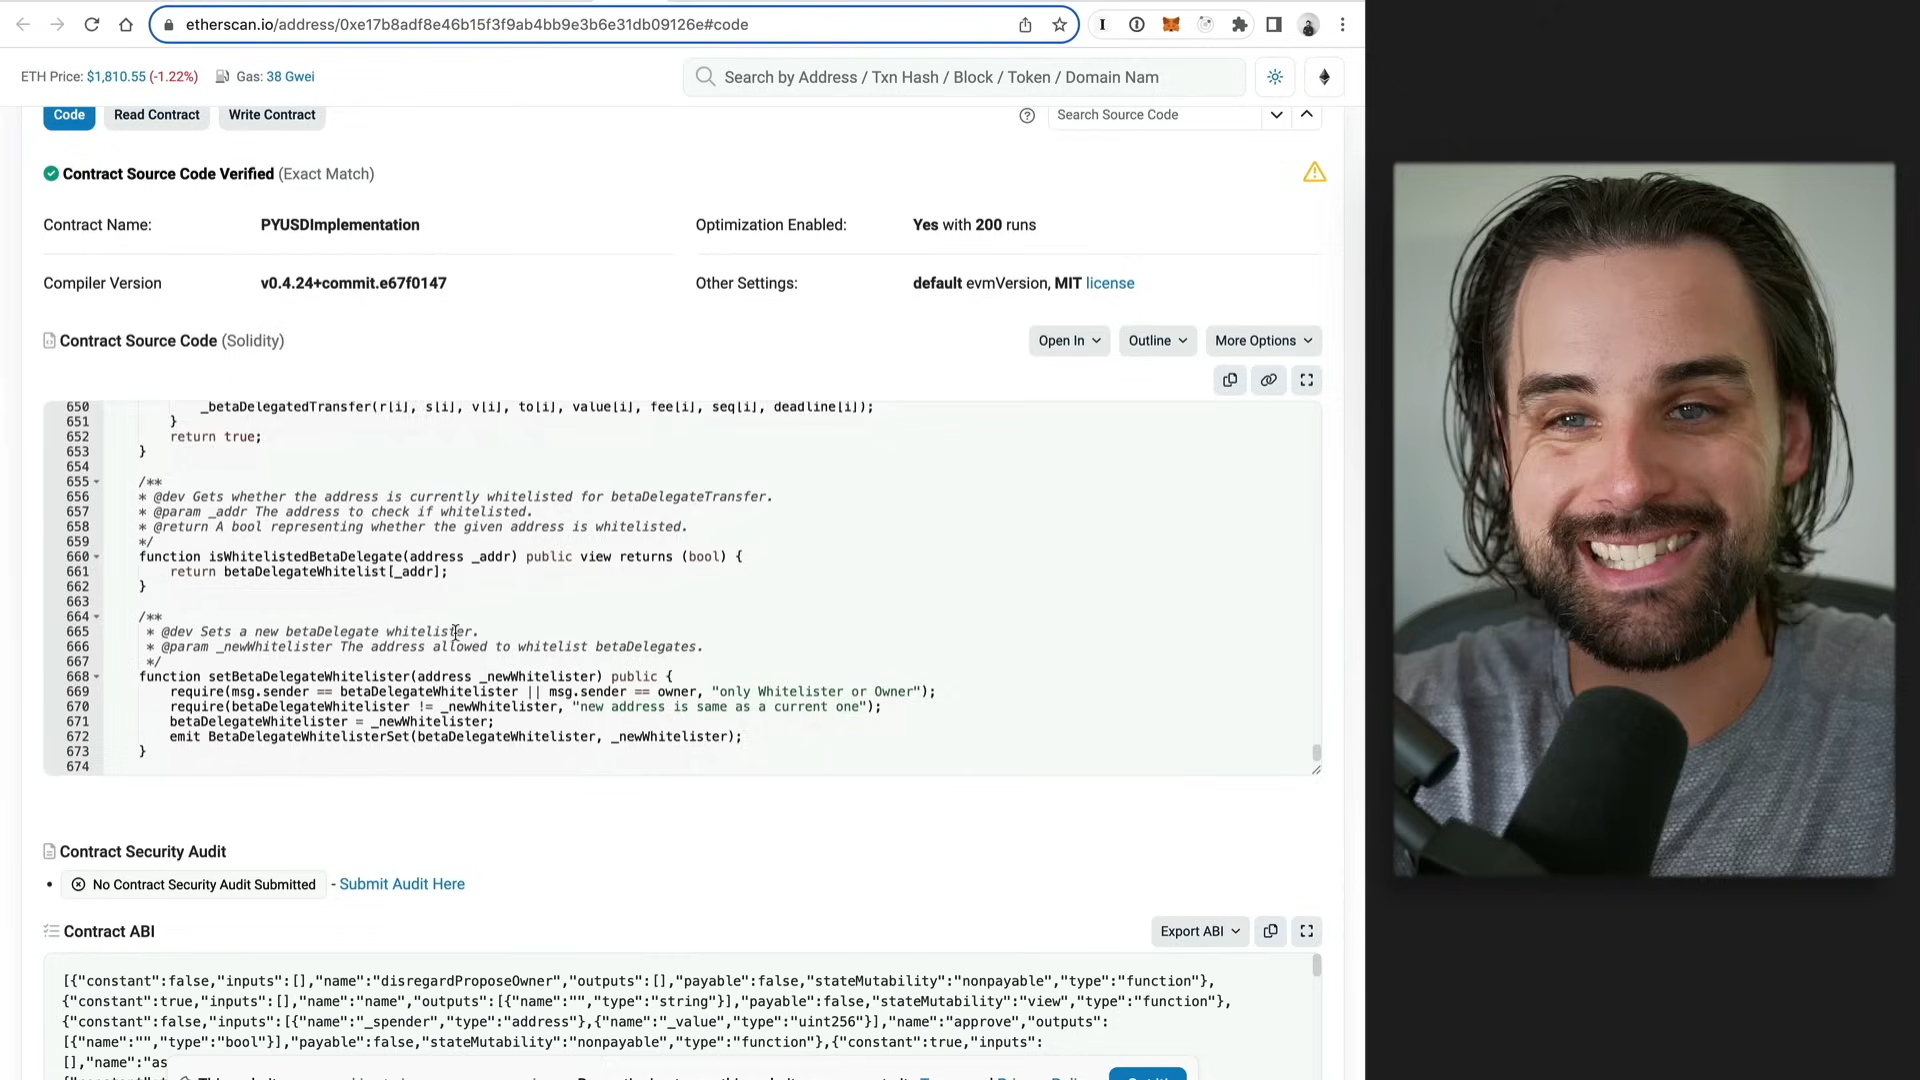 etherscan.io/address/0xe17b8adf8e46b15f3f9ab4bb9e3b6e31db09126e#code
ETH Price: $1,810.55 (-1.22%) Gas: 38 Gwei
Search by Address / Txn Hash / Block / Token / Domain Nam
Code Read Contract Write Contract
Search Source Code
Contract Source Code Verified (Exact Match)
Contract Name: PYUSDImplementation
Optimization Enabled: Yes with 200 runs
Compiler Version v0.4.24+commit.e67f0147
Other Settings: default evmVersion, MIT license
Contract Source Code (Solidity)
Open In Outline More Options
650 _betaDelegatedTransfer(r[i], s[i], v[i], to[i], value[i], fee[i], seq[i], deadline[i]);
651 }
652 return true;
653 }
654
655 /**
656 * @dev Gets whether the address is currently whitelisted for betaDelegateTransfer.
657 * @param _addr The address to check if whitelisted.
658 * @return A bool representing whether the given address is whitelisted.
659 */
660 function isWhitelistedBetaDelegate(address _addr) public view returns (bool) {
661 return betaDelegateWhitelist[_addr];
662 }
663
664 /**
665 * @dev Sets a new betaDelegate whitelister.
666 * @param _newWhitelister The address allowed to whitelist betaDelegates.
667 */
668 function setBetaDelegateWhitelister(address _newWhitelister) public {
669 require(msg.sender == betaDelegateWhitelister || msg.sender == owner, "only Whitelister or Owner");
670 require(betaDelegateWhitelister != _newWhitelister, "new address is same as a current one");
671 betaDelegateWhitelister = _newWhitelister;
672 emit BetaDelegateWhitelisterSet(betaDelegateWhitelister, _newWhitelister);
673 }
674
Contract Security Audit
No Contract Security Audit Submitted - Submit Audit Here
Contract ABI
Export ABI
[{"constant":false,"inputs":[],"name":"disregardProposeOwner","outputs":[],"payable":false,"stateMutability":"nonpayable","type":"function"},
{"constant":true,"inputs":[],"name":"name","outputs":[{"name":"","type":"string"}],"payable":false,"stateMutability":"view","type":"function"},
{"constant":false,"inputs":[{"name":"_spender","type":"address"},{"name":"_value","type":"uint256"}],"name":"approve","outputs":
[{"name":"","type":"bool"}],"payable":false,"stateMutability":"nonpayable","type":"function"},{"constant":true,"inputs":
[],"name":"as